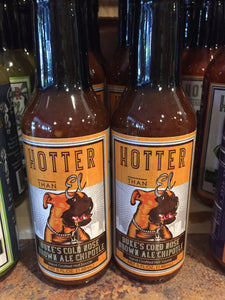 HOTTER
THAN El
DUKE'S COLD NOSE
BROWN ALE CHIPOTLE
HOTTER
THAN El
DUKE'S COLD NOSE
BROWN ALE CHIPOTLE